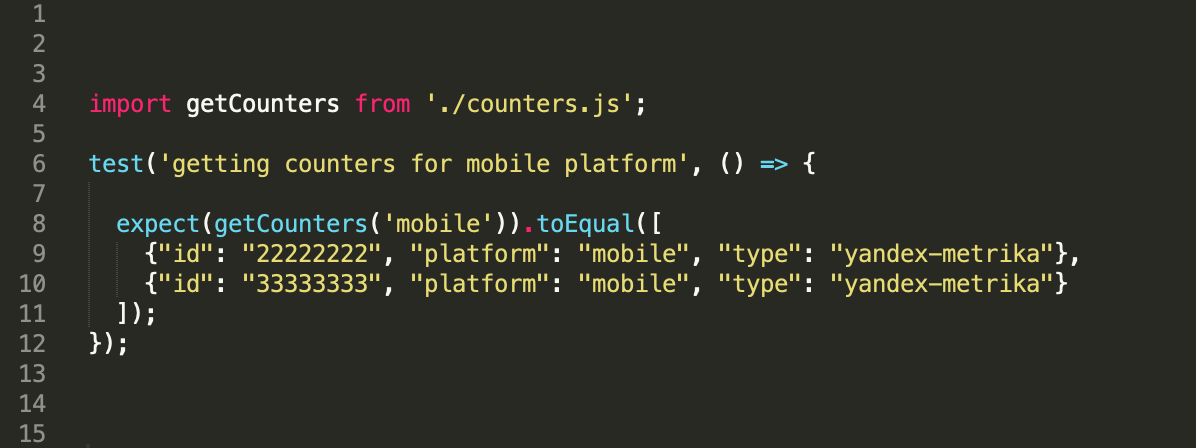 1
2
3
4 import getCounters from './counters.js';
5
6 test('getting counters for mobile platform', () => {
7
8 expect(getCounters('mobile')).toEqual([
9 {"id": "22222222", "platform": "mobile", "type": "yandex-metrika"},
10 {"id": "33333333", "platform": "mobile", "type": "yandex-metrika"}
11 ]);
12 });
13
14
15